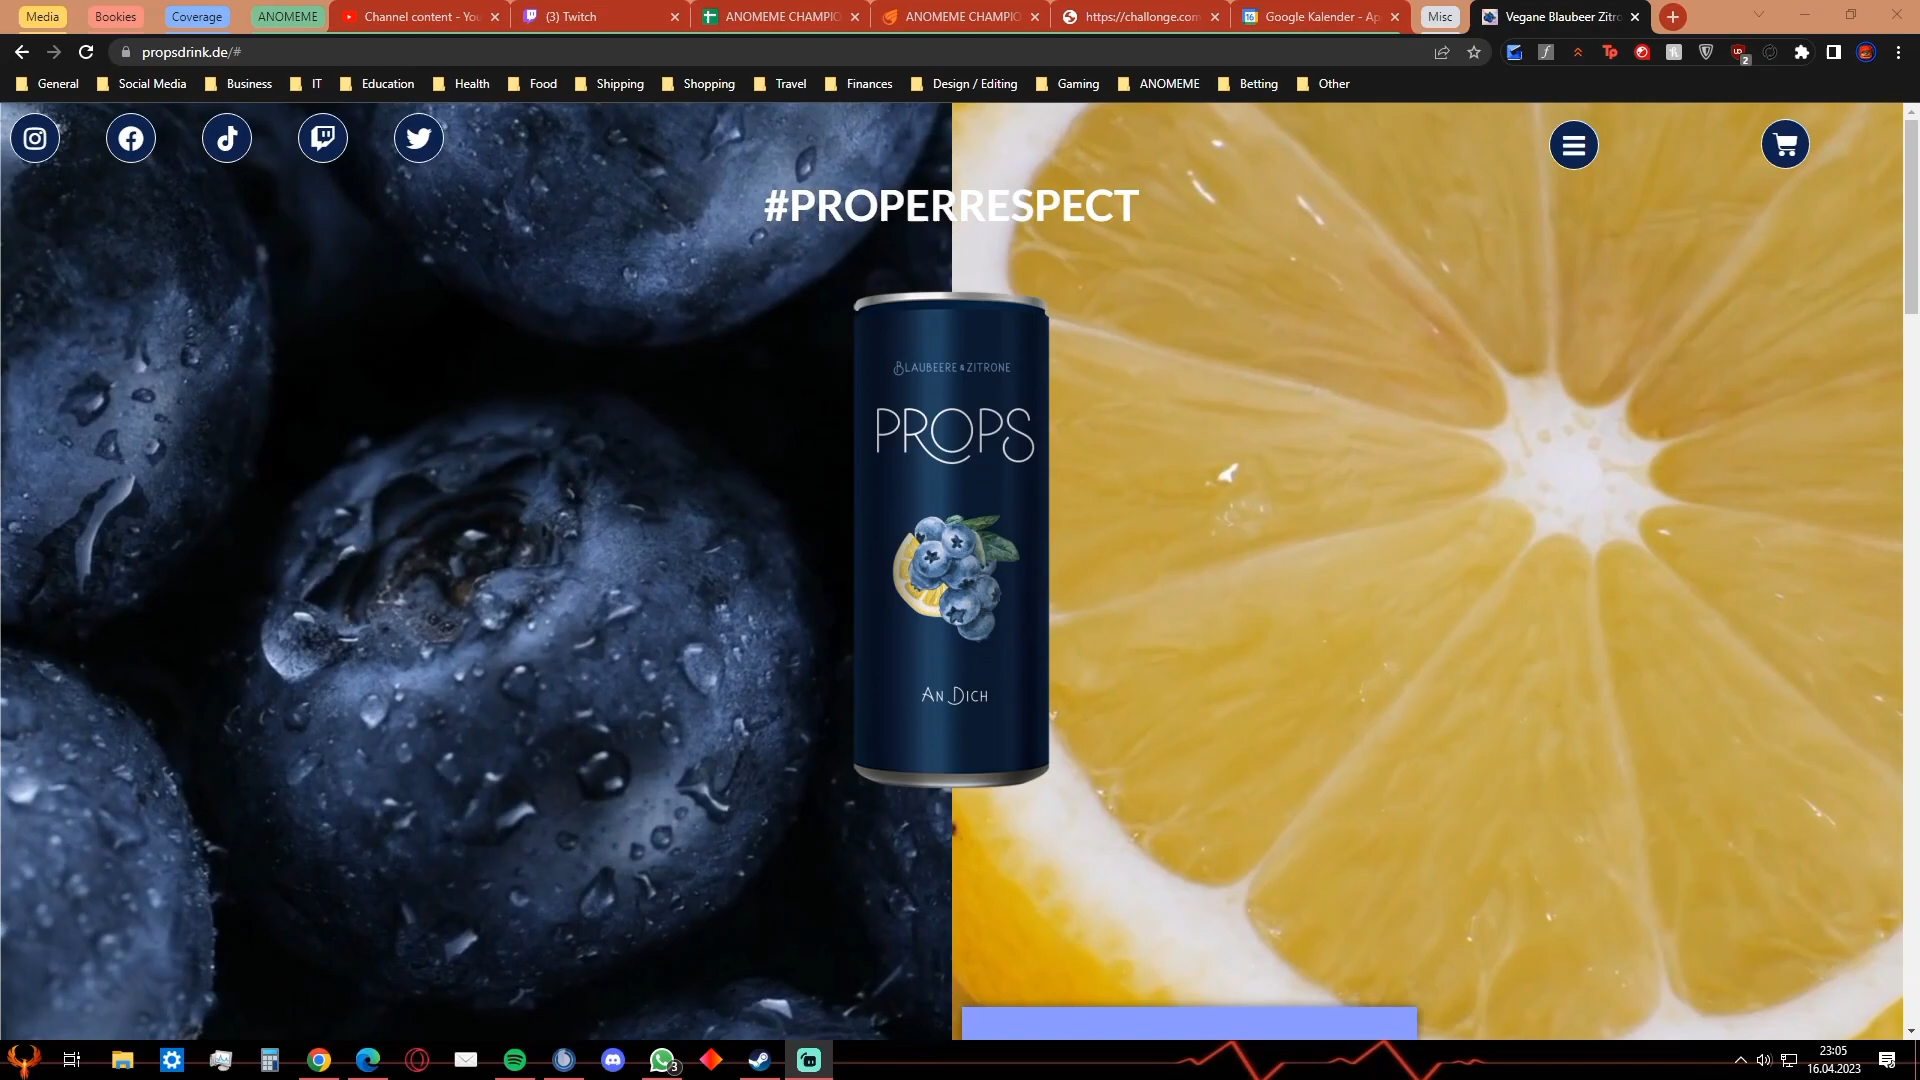 Media
Bookies
Coverage
ANOMEME
Channel content - You
(3) Twitch
ANOMEME CHAMPIO
ANOMEME CHAMPIO
https://challonge.com
Google Kalender - Ap
Misc
Vegane Blaubeer Zitro
propsdrink.de/#
General
Social Media
Business
IT
Education
Health
Food
Shipping
Shopping
Travel
Finances
Design / Editing
Gaming
ANOMEME
Betting
Other
#PROPERRESPECT
BLAUBEERE & ZITRONE
PROPS
AN DICH
23:05
16.04.2023